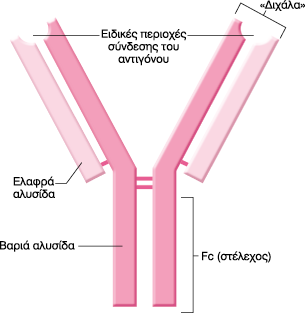 «Διχάλα»
Ειδικές περιοχές
σύνδεσης του
αντιγόνου
Ελαφρά
αλυσίδα
Βαριά αλυσίδα
Fc (στέλεχος)